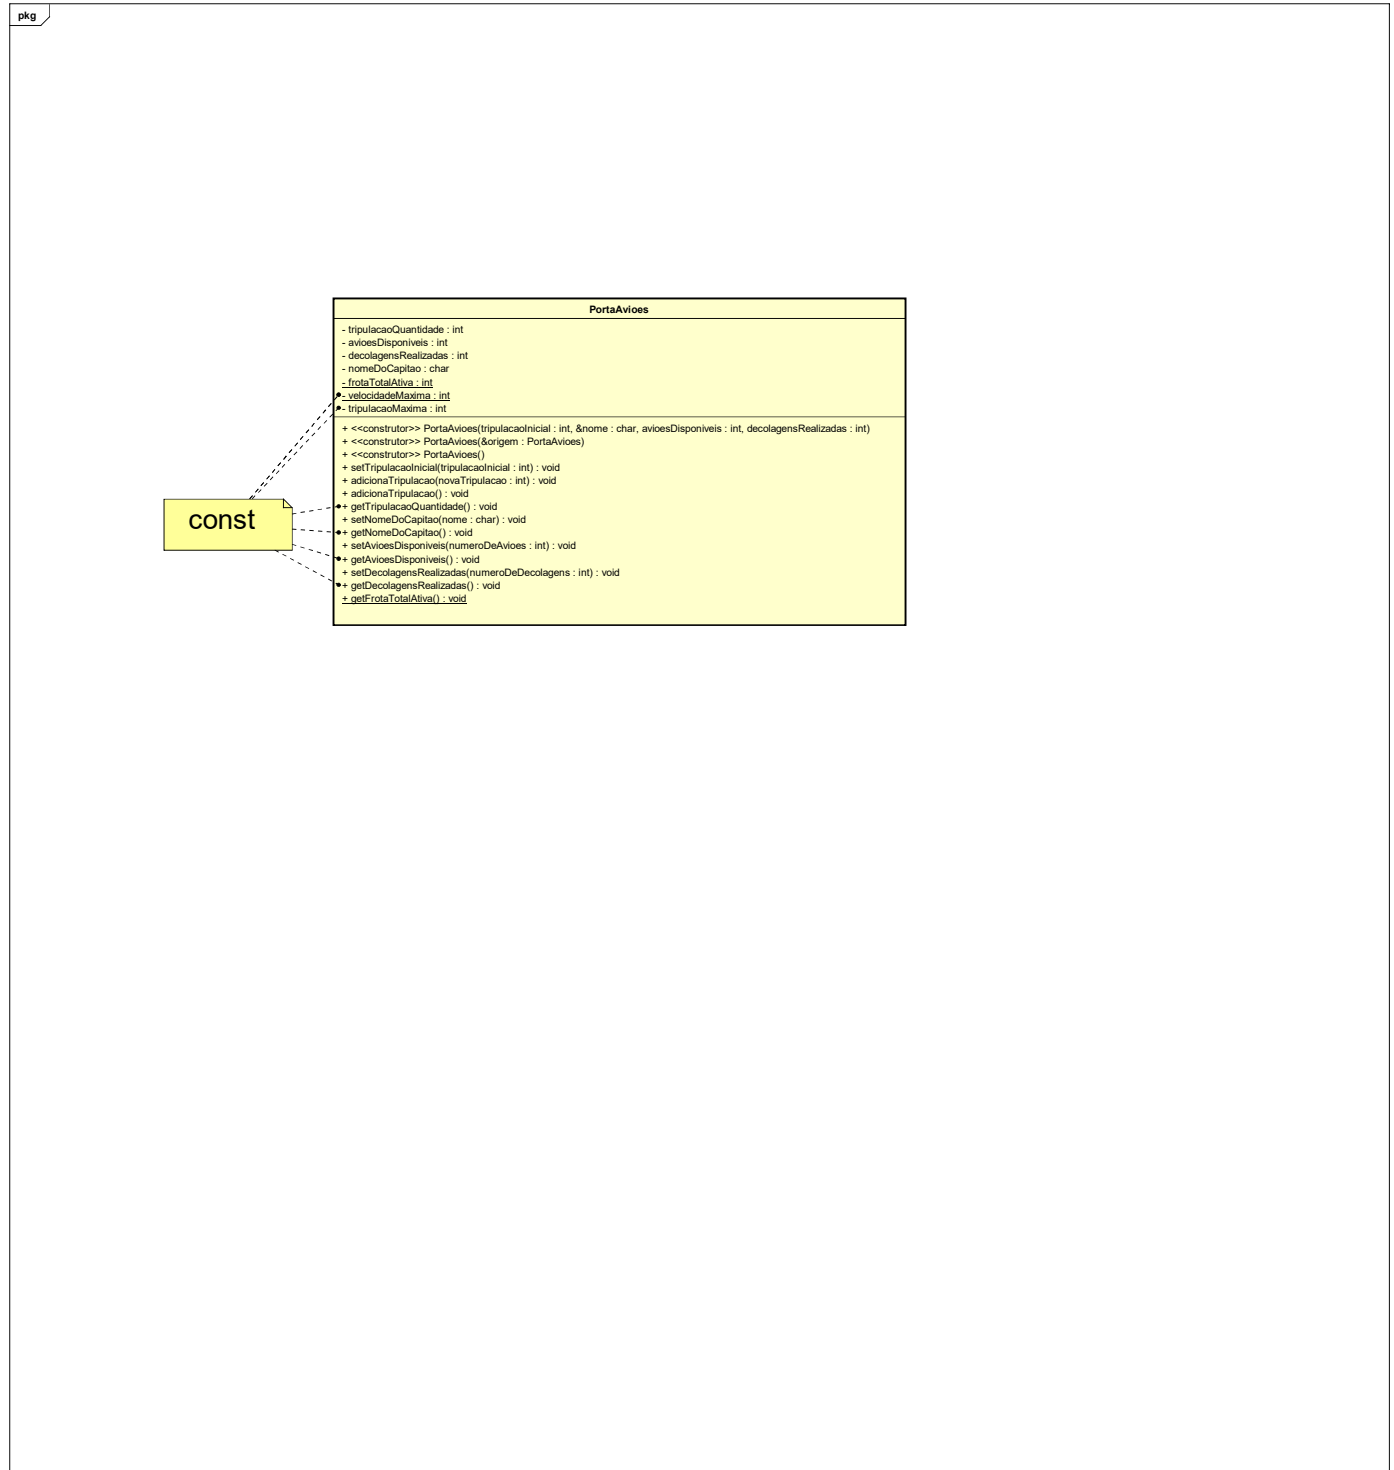 pkg
PortaAvioes
- tripulacaoQuantidade : int
- avioesDisponiveis : int
- decolagensRealizadas : int
- nomeDoCapitao : char
- frotaTotalAtiva : int
- velocidadeMaxima : int
- tripulacaoMaxima : int
+ <<construtor>> PortaAvioes(tripulacaoInicial : int, &nome : char, avioesDisponiveis : int, decolagensRealizadas : int)
+ <<construtor>> PortaAvioes(&origem : PortaAvioes)
+ <<construtor>> PortaAvioes()
+ setTripulacaoInicial(tripulacaoInicial : int) : void
+ adicionaTripulacao(novaTripulacao : int) : void
+ adicionaTripulacao() : void
+ getTripulacaoQuantidade() : void
+ setNomeDoCapitao(nome : char) : void
+ getNomeDoCapitao() : void
+ setAvioesDisponiveis(numeroDeAvioes : int) : void
+ getAvioesDisponiveis() : void
+ setDecolagensRealizadas(numeroDeDecolagens : int) : void
+ getDecolagensRealizadas() : void
+ getFrotaTotalAtiva() : void
const